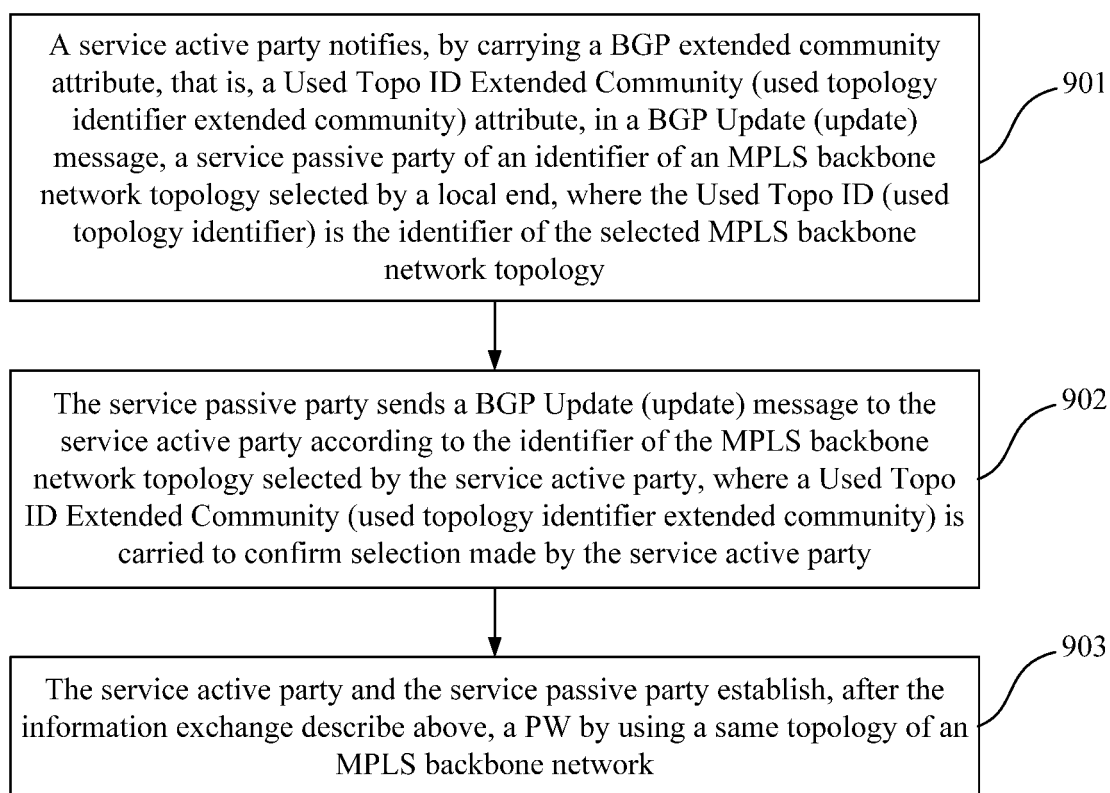 A service active party notifies, by carrying a BGP extended community
attribute, that is, a Used Topo ID Extended Community (used topology
identifier extended community) attribute, in a BGP Update (update)
message, a service passive party of an identifier of an MPLS backbone
network topology selected by a local end, where the Used Topo ID (used
topology identifier) is the identifier of the selected MPLS backbone
network topology
901
The service passive party sends a BGP Update (update) message to the
service active party according to the identifier of the MPLS backbone
network topology selected by the service active party, where a Used Topo
ID Extended Community (used topology identifier extended community) is
carried to confirm selection made by the service active party
902
The service active party and the service passive party establish, after the
information exchange describe above, a PW by using a same topology of an
MPLS backbone network
903